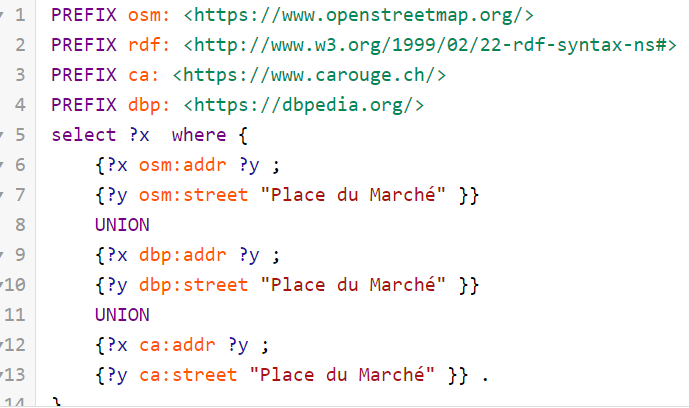 1 PREFIX osm: <https://www.openstreetmap.org/>
2 PREFIX rdf: <http://www.w3.org/1999/02/22-rdf-syntax-ns#>
3 PREFIX ca: <https://www.carouge.ch/>
4 PREFIX dbp: <https://dbpedia.org/>
5 select ?x  where {
6     {?x osm:addr ?y ;
7     {?y osm:street "Place du Marché" }}
8     UNION
9     {?x dbp:addr ?y ;
10     {?y dbp:street "Place du Marché" }}
11     UNION
12     {?x ca:addr ?y ;
13     {?y ca:street "Place du Marché" }} .
14 }